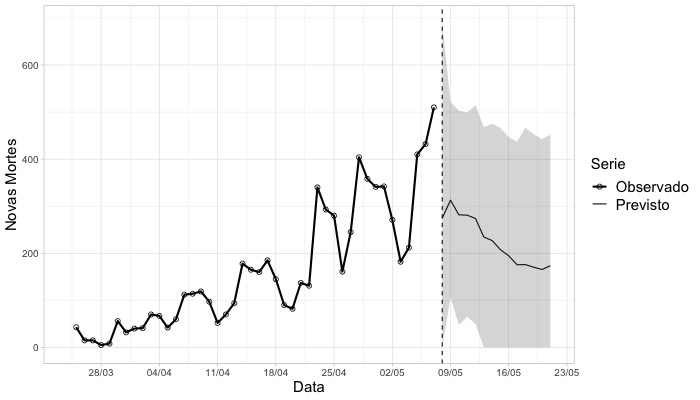 600
400
200
0
Novas Mortes
28/03 04/04 11/04 18/04 25/04 02/05 09/05 16/05 23/05
Data
Serie
Observado
Previsto